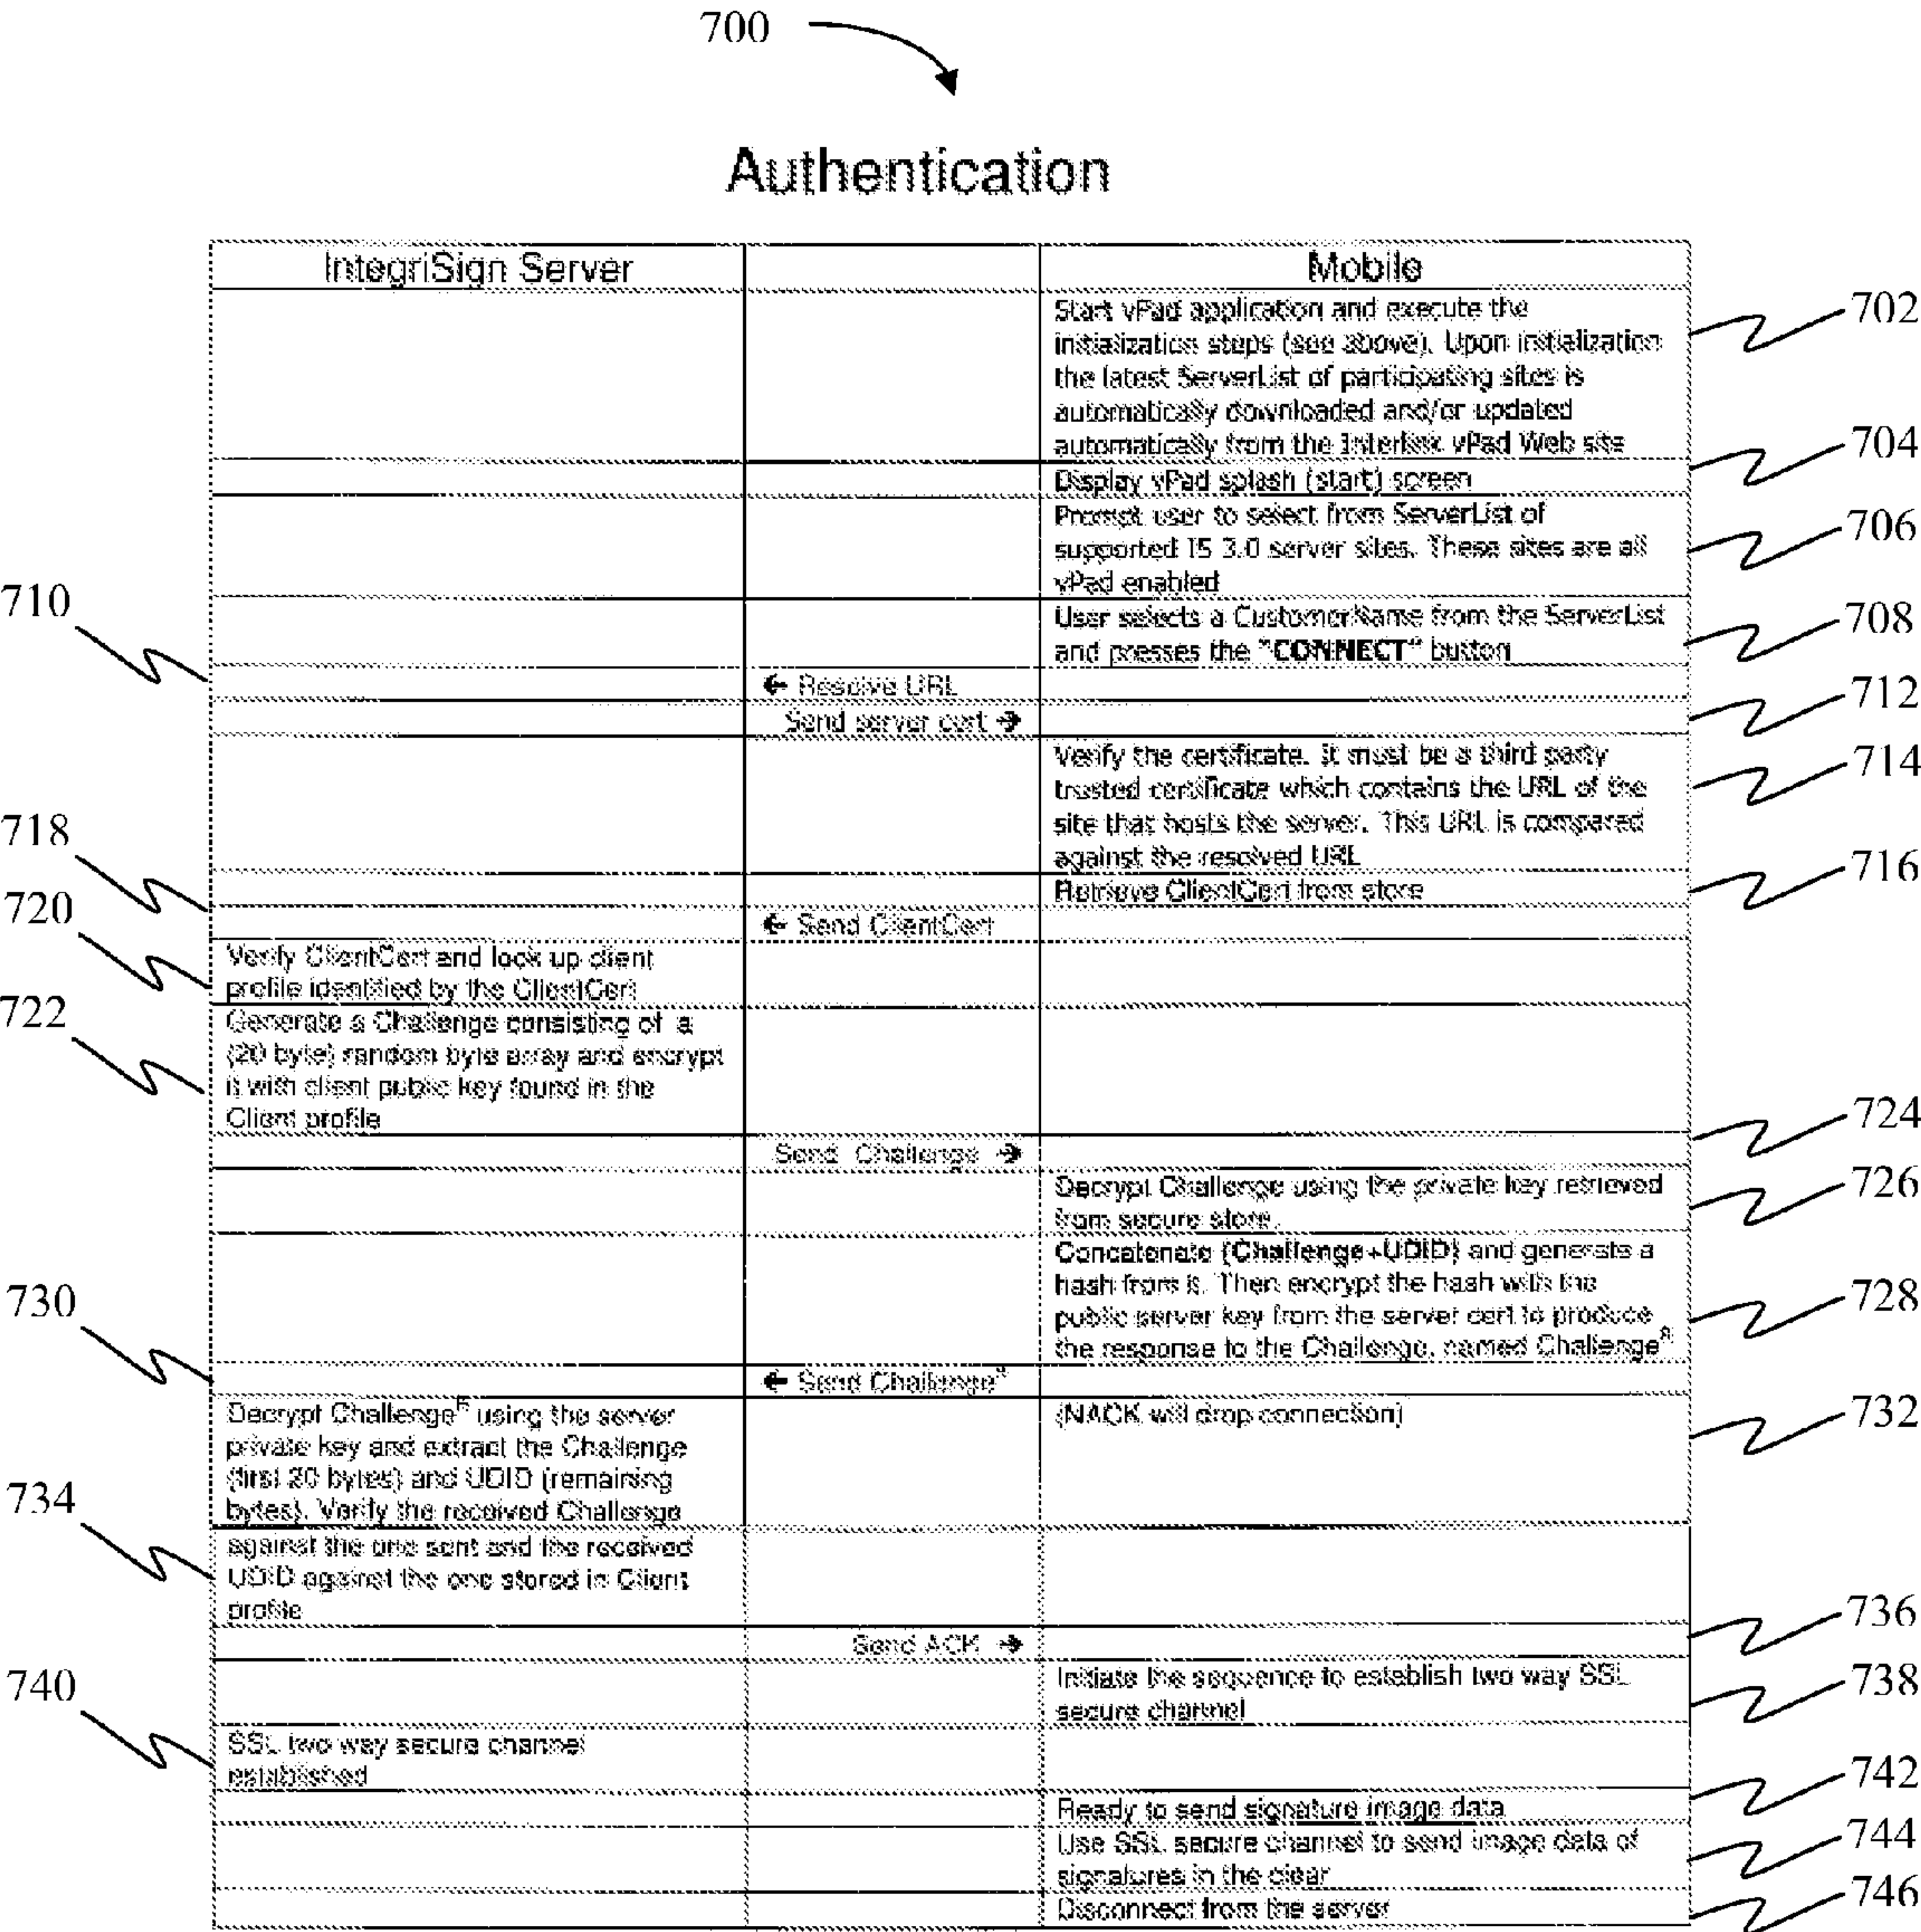 700
Authentication
IntegriSign Server
Mobile
Start vPad application and execute the
initialization steps (see above). Upon initialization
the latest ServerList of participating sites is
automatically downloaded and/or updated
automatically from the Interlink vPad Web site
702
Display vPad splash (start) screen
704
Prompt user to select from ServerList of
supported IS 3.0 server sites. These sites are all
vPad enabled
706
User selects a CustomerName from the ServerList
and presses the "CONNECT" button
708
710
← Resolve URL
Send server cert →
712
Verify the certificate. It must be a third party
trusted certificate which contains the URL of the
site that hosts the server. This URL is compared
against the resolved URL
714
Retrieve ClientCert from store
716
718
← Send ClientCert
720
Verify ClientCert and look up client
profile identified by the ClientCert
722
Generate a Challenge consisting of a
(20 byte) random byte array and encrypt
it with client public key found in the
Client profile
Send Challenge →
724
Decrypt Challenge using the private key retrieved
from secure store.
726
Concatenate (Challenge+UDID) and generate a
hash from it. Then encrypt the hash with the
public server key from the server cert to produce
the response to the Challenge, named Challengeᴿ
728
730
← Send Challengeᴿ
Decrypt Challengeᴿ using the server
private key and extract the Challenge
(first 20 bytes) and UDID (remaining
bytes). Verify the received Challenge
(NACK will drop connection)
732
734
against the one sent and the received
UDID against the one stored in Client
profile
Send ACK →
736
Initiate the sequence to establish two way SSL
secure channel
738
740
SSL two way secure channel
established
Ready to send signature image data
742
Use SSL secure channel to send image data of
signatures in the clear
744
Disconnect from the server
746